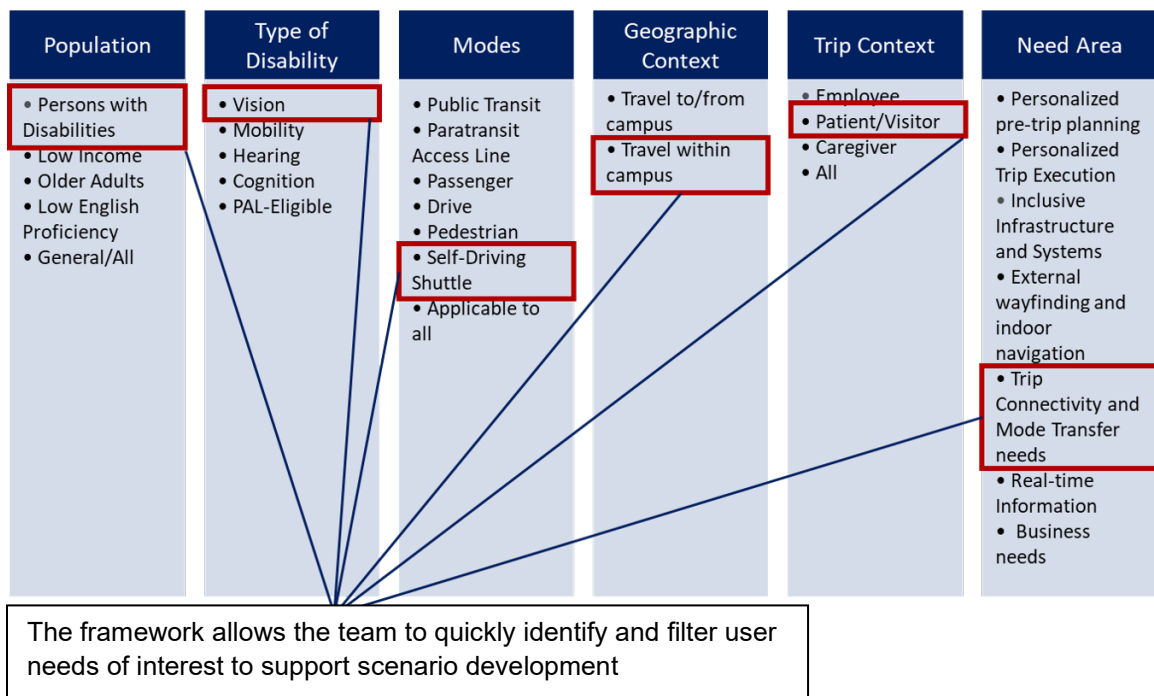 Population
• Persons with
Disabilities
• Low Income
• Older Adults
• Low English
Proficiency
• General/All
Type of
Disability
• Vision
• Mobility
• Hearing
• Cognition
• PAL-Eligible
Modes
• Public Transit
• Paratransit
Access Line
• Passenger
• Drive
• Pedestrian
• Self-Driving
Shuttle
• Applicable to
all
Geographic
Context
• Travel to/from
campus
• Travel within
campus
Trip Context
• Employee
• Patient/Visitor
• Caregiver
• All
Need Area
• Personalized
pre-trip planning
• Personalized
Trip Execution
• Inclusive
Infrastructure
and Systems
• External
wayfinding and
indoor
navigation
• Trip
Connectivity and
Mode Transfer
needs
• Real-time
Information
• Business
needs
The framework allows the team to quickly identify and filter user
needs of interest to support scenario development